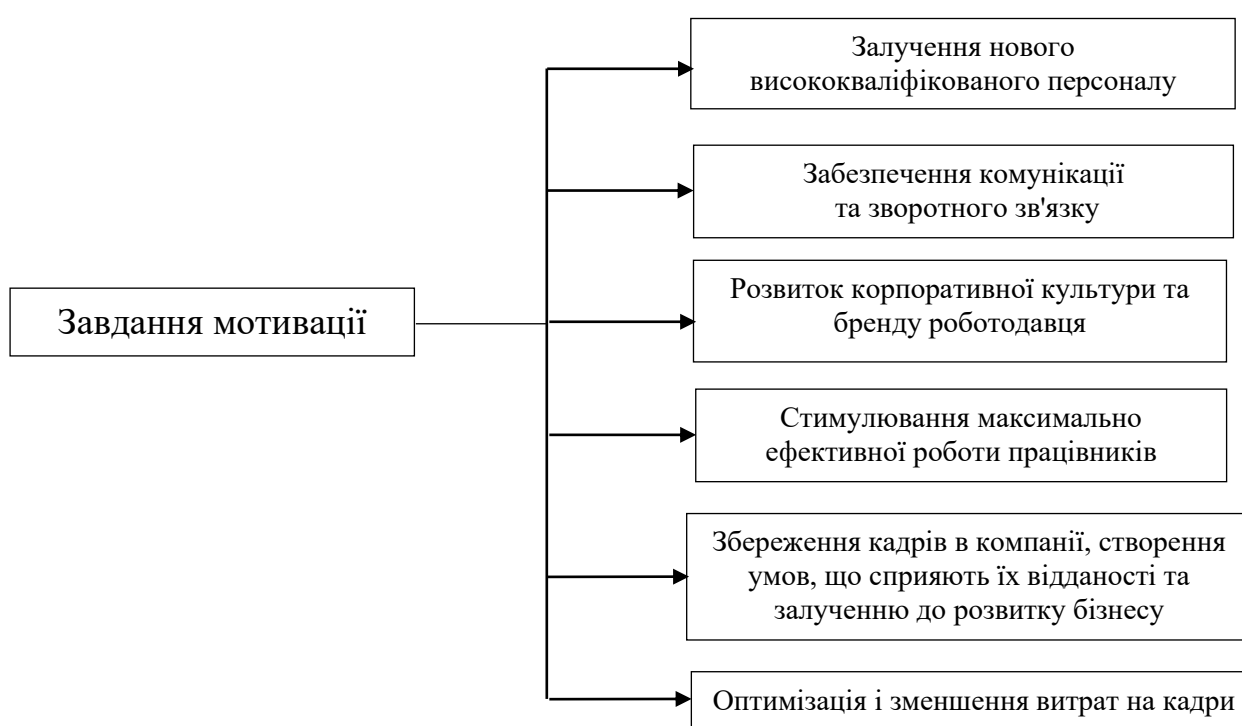 Залучення нового
висококваліфікованого персоналу
Забезпечення комунікації
та зворотного зв'язку
Завдання мотивації
Розвиток корпоративної культури та
бренду роботодавця
Стимулювання максимально
ефективної роботи працівників
Збереження кадрів в компанії, створення
умов, що сприяють їх відданості та
залученню до розвитку бізнесу
Оптимізація і зменшення витрат на кадри